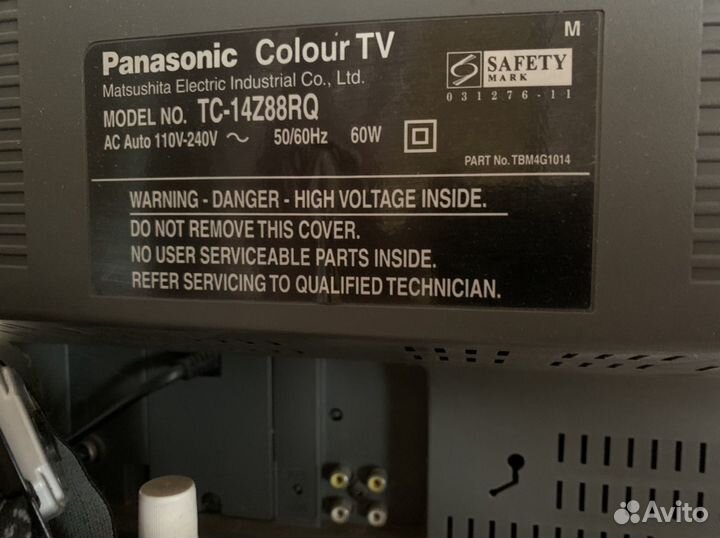 M
Panasonic Colour TV
Matsushita Electric Industrial Co., Ltd.
SAFETY
MARK
031276-11
MODEL NO. TC-14Z88RQ
AC Auto 110V-240V ~ 50/60Hz 60W
PART No. TBM4G1014
WARNING - DANGER - HIGH VOLTAGE INSIDE.
DO NOT REMOVE THIS COVER.
NO USER SERVICEABLE PARTS INSIDE.
REFER SERVICING TO QUALIFIED TECHNICIAN.
Avito